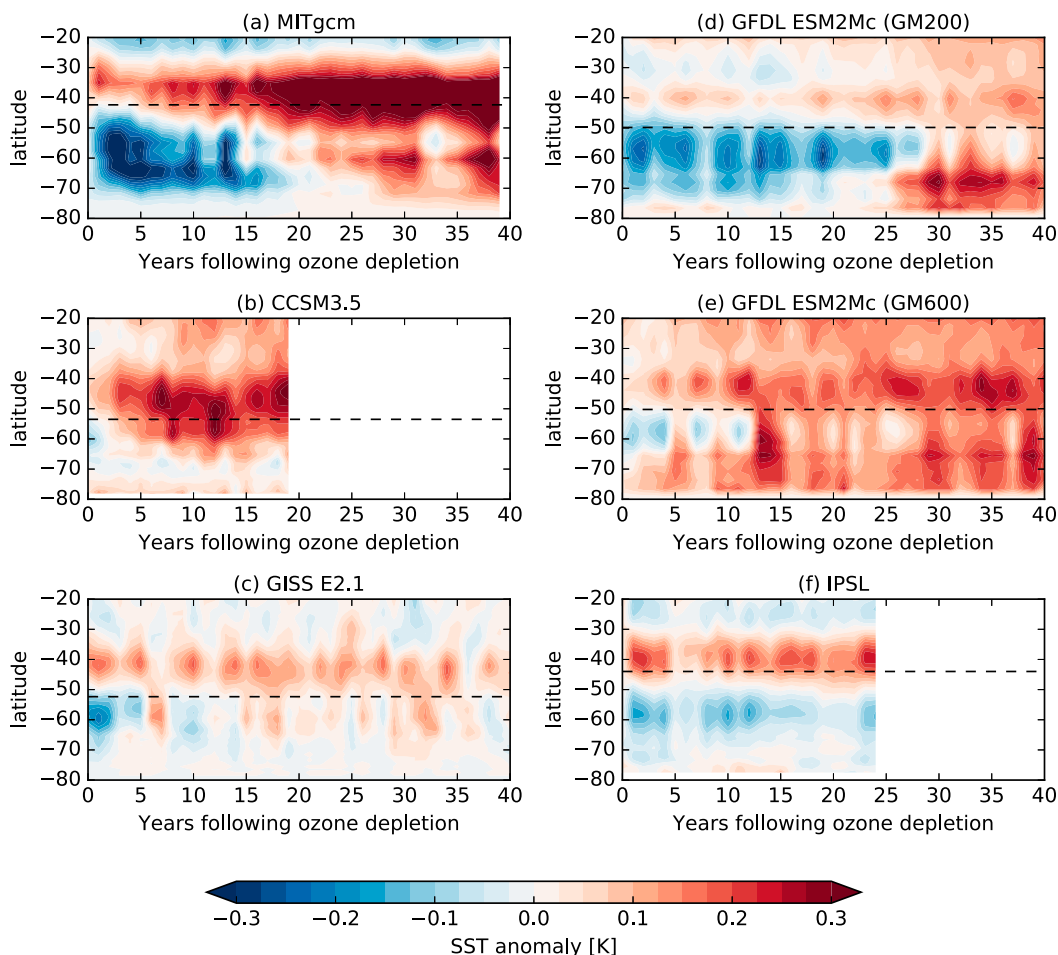 (a) MITgcm
−20
−30
−40
−50
−60
−70
−80
latitude
0 5 10 15 20 25 30 35 40
Years following ozone depletion
(d) GFDL ESM2Mc (GM200)
−20
−30
−40
−50
−60
−70
−80
latitude
0 5 10 15 20 25 30 35 40
Years following ozone depletion
(b) CCSM3.5
−20
−30
−40
−50
−60
−70
−80
latitude
0 5 10 15 20 25 30 35 40
Years following ozone depletion
(e) GFDL ESM2Mc (GM600)
−20
−30
−40
−50
−60
−70
−80
latitude
0 5 10 15 20 25 30 35 40
Years following ozone depletion
(c) GISS E2.1
−20
−30
−40
−50
−60
−70
−80
latitude
0 5 10 15 20 25 30 35 40
Years following ozone depletion
(f) IPSL
−20
−30
−40
−50
−60
−70
−80
latitude
0 5 10 15 20 25 30 35 40
Years following ozone depletion
−0.3 −0.2 −0.1 0.0 0.1 0.2 0.3
SST anomaly [K]